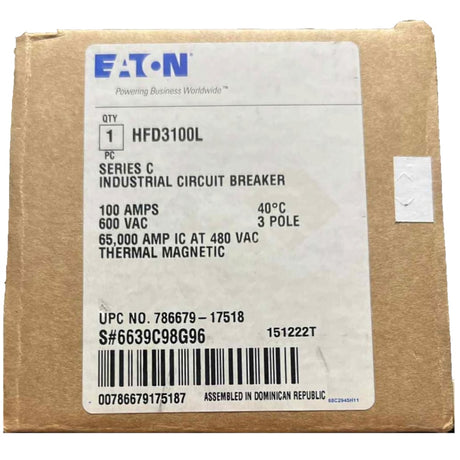 EATON
Powering Business Worldwide™
QTY
1 HFD3100L
PC
SERIES C
INDUSTRIAL CIRCUIT BREAKER
100 AMPS 40°C
600 VAC 3 POLE
65,000 AMP IC AT 480 VAC
THERMAL MAGNETIC
UPC NO. 786679-17518
S#6639C98G96 151222T
00786679175187 ASSEMBLED IN DOMINICAN REPUBLIC
68C2945H11